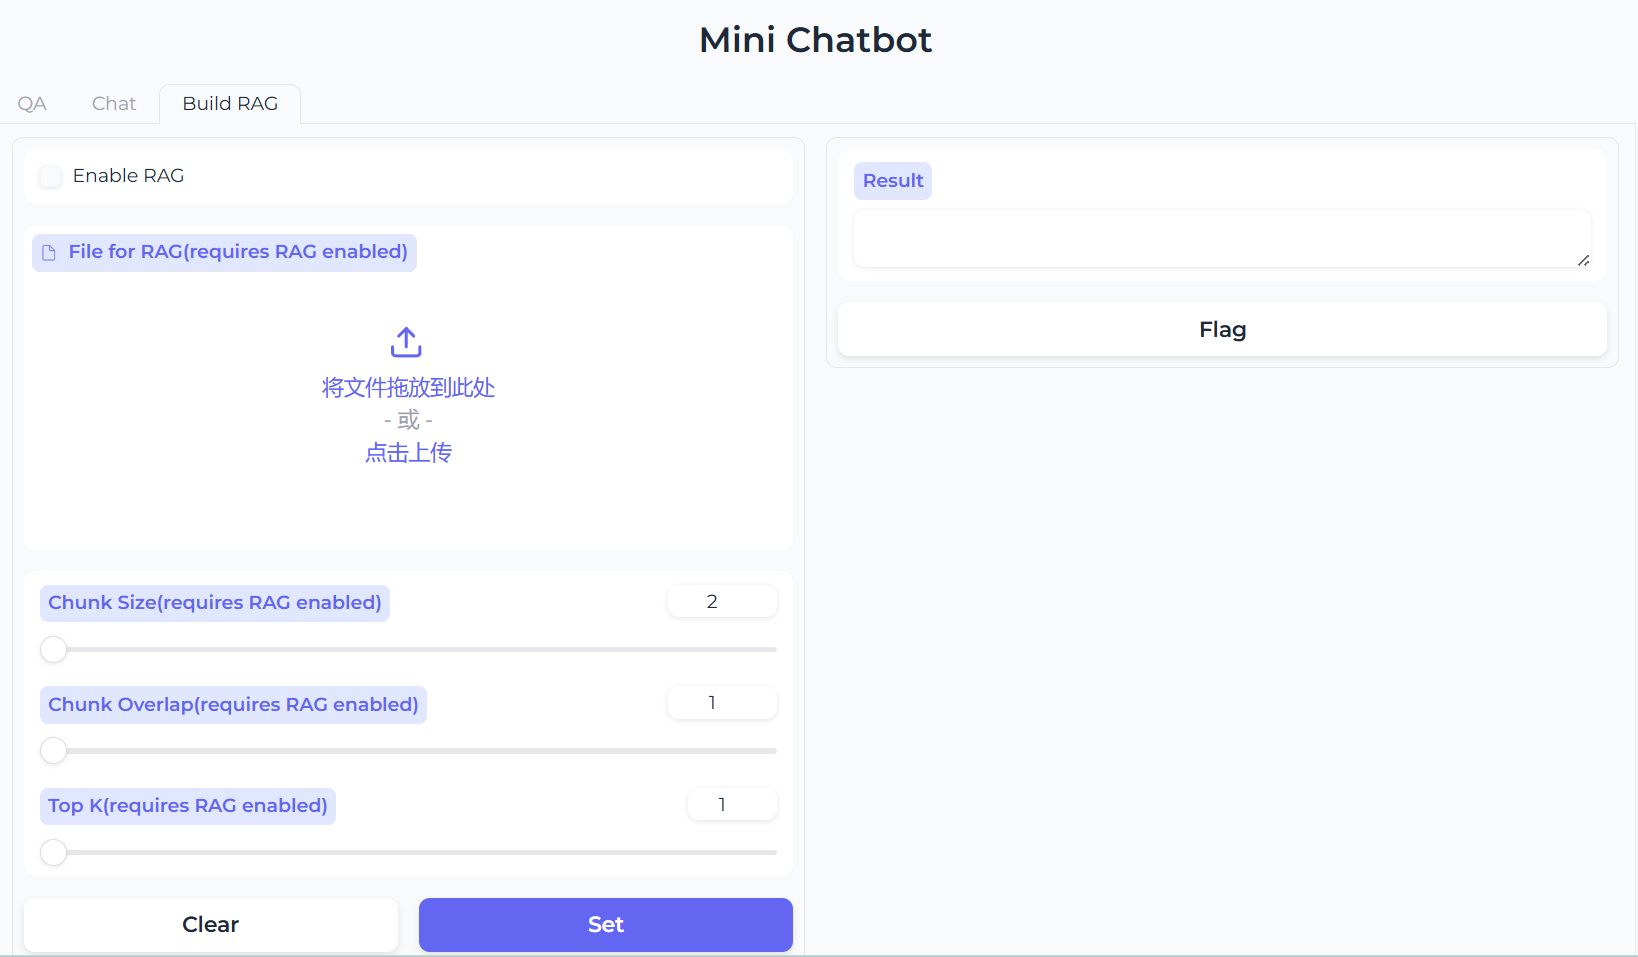 Mini Chatbot
QA
Chat
Build RAG
Enable RAG
File for RAG(requires RAG enabled)
将文件拖放到此处
- 或 -
点击上传
Chunk Size(requires RAG enabled)
2
Chunk Overlap(requires RAG enabled)
1
Top K(requires RAG enabled)
1
Clear
Set
Result
Flag